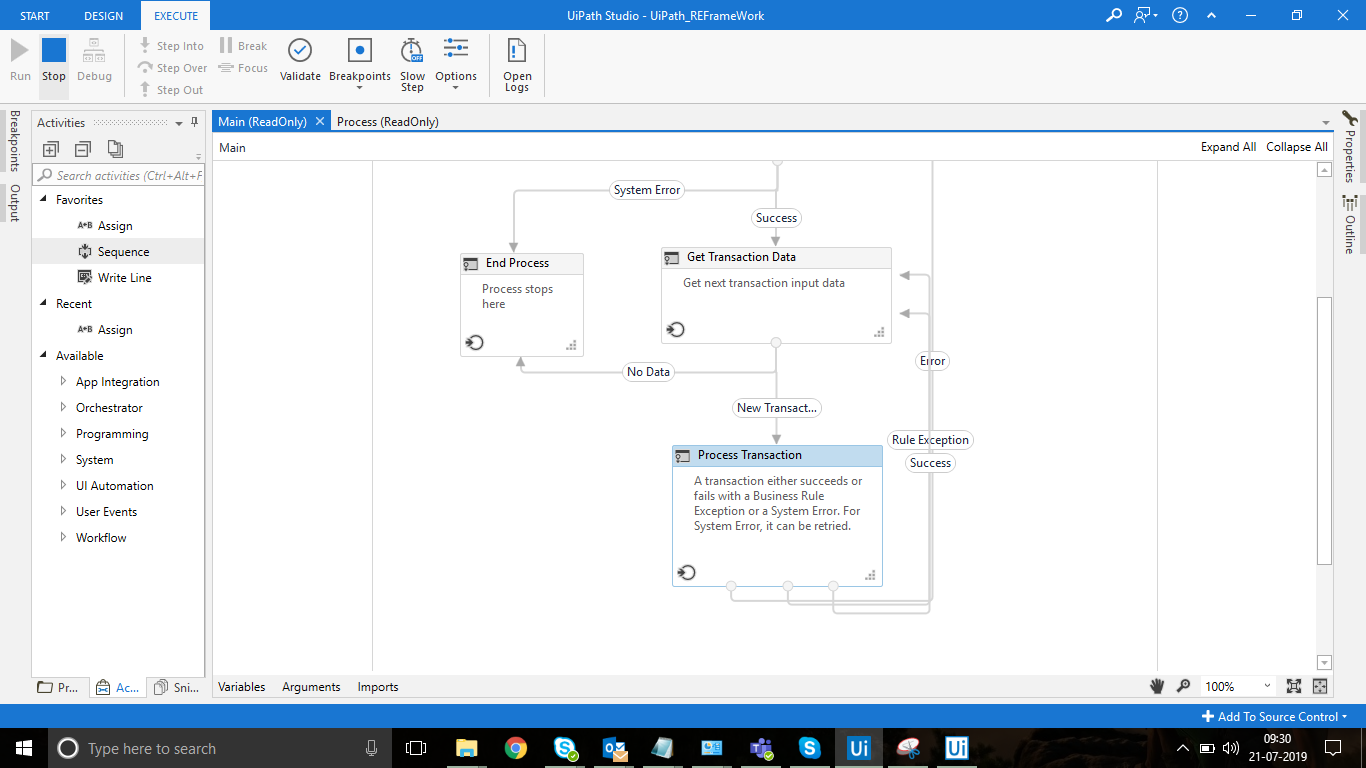 START DESIGN EXECUTE UiPath Studio - UiPath_REFrameWork
Run Stop Debug
Step Into
Step Over
Step Out
Break
Focus
Validate Breakpoints
Slow
Step
OFF
Options
Open
Logs
Breakpoints
Output
Activities
Search activities (Ctrl+Alt+F
Favorites
A+B Assign
Sequence
Write Line
Recent
A+B Assign
Available
App Integration
Orchestrator
Programming
System
UI Automation
User Events
Workflow
Pr... Ac... Sni...
Main (ReadOnly) Process (ReadOnly)
Main Expand All Collapse All
System Error
Success
End Process
Process stops
here
Get Transaction Data
Get next transaction input data
No Data
New Transact...
Error
Rule Exception
Success
Process Transaction
A transaction either succeeds or
fails with a Business Rule
Exception or a System Error. For
System Error, it can be retried.
Properties
Outline
Variables Arguments Imports 100%
Add To Source Control
Type here to search
Ui
Ui
09:30
21-07-2019